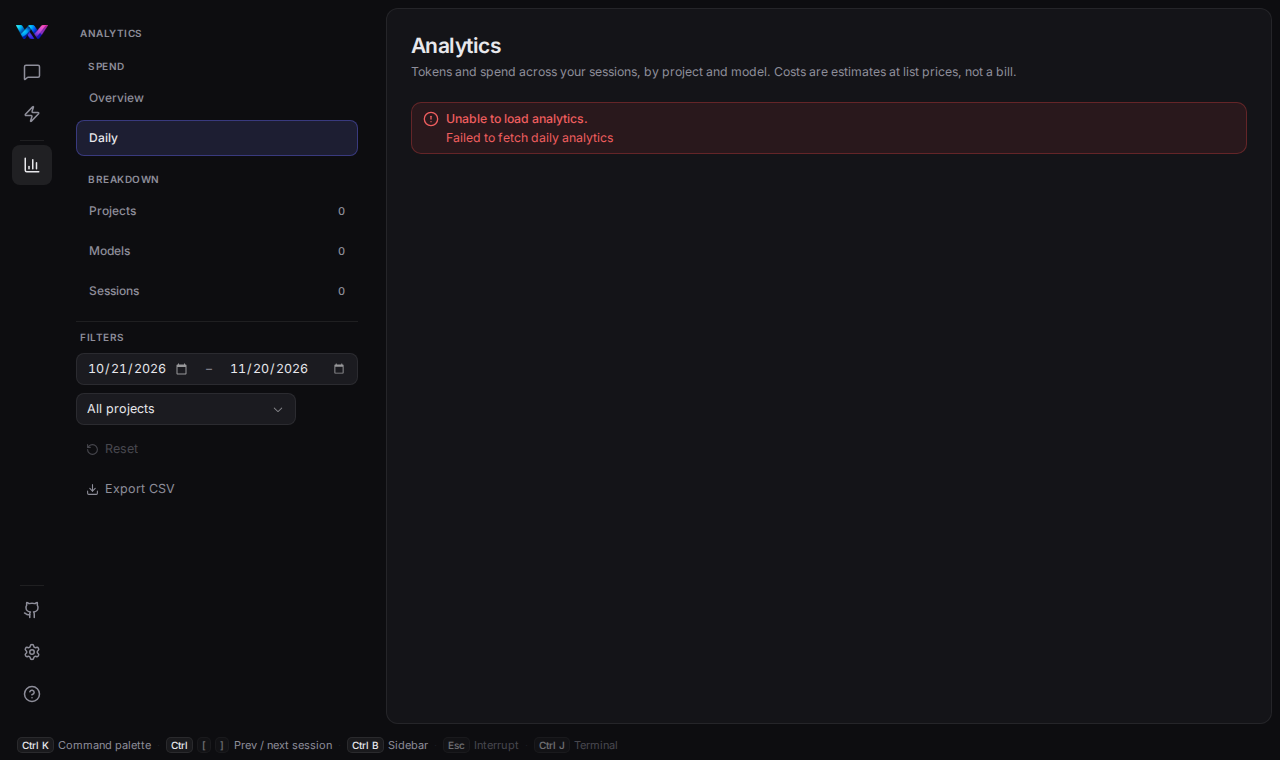 ANALYTICS
SPEND
Overview
Daily
BREAKDOWN
Projects 0
Models 0
Sessions 0
FILTERS
10/21/2026 – 11/20/2026
All projects
Reset
Export CSV
Analytics
Tokens and spend across your sessions, by project and model. Costs are estimates at list prices, not a bill.
Unable to load analytics.
Failed to fetch daily analytics
Ctrl K Command palette Ctrl [ ] Prev / next session Ctrl B Sidebar Esc Interrupt Ctrl J Terminal